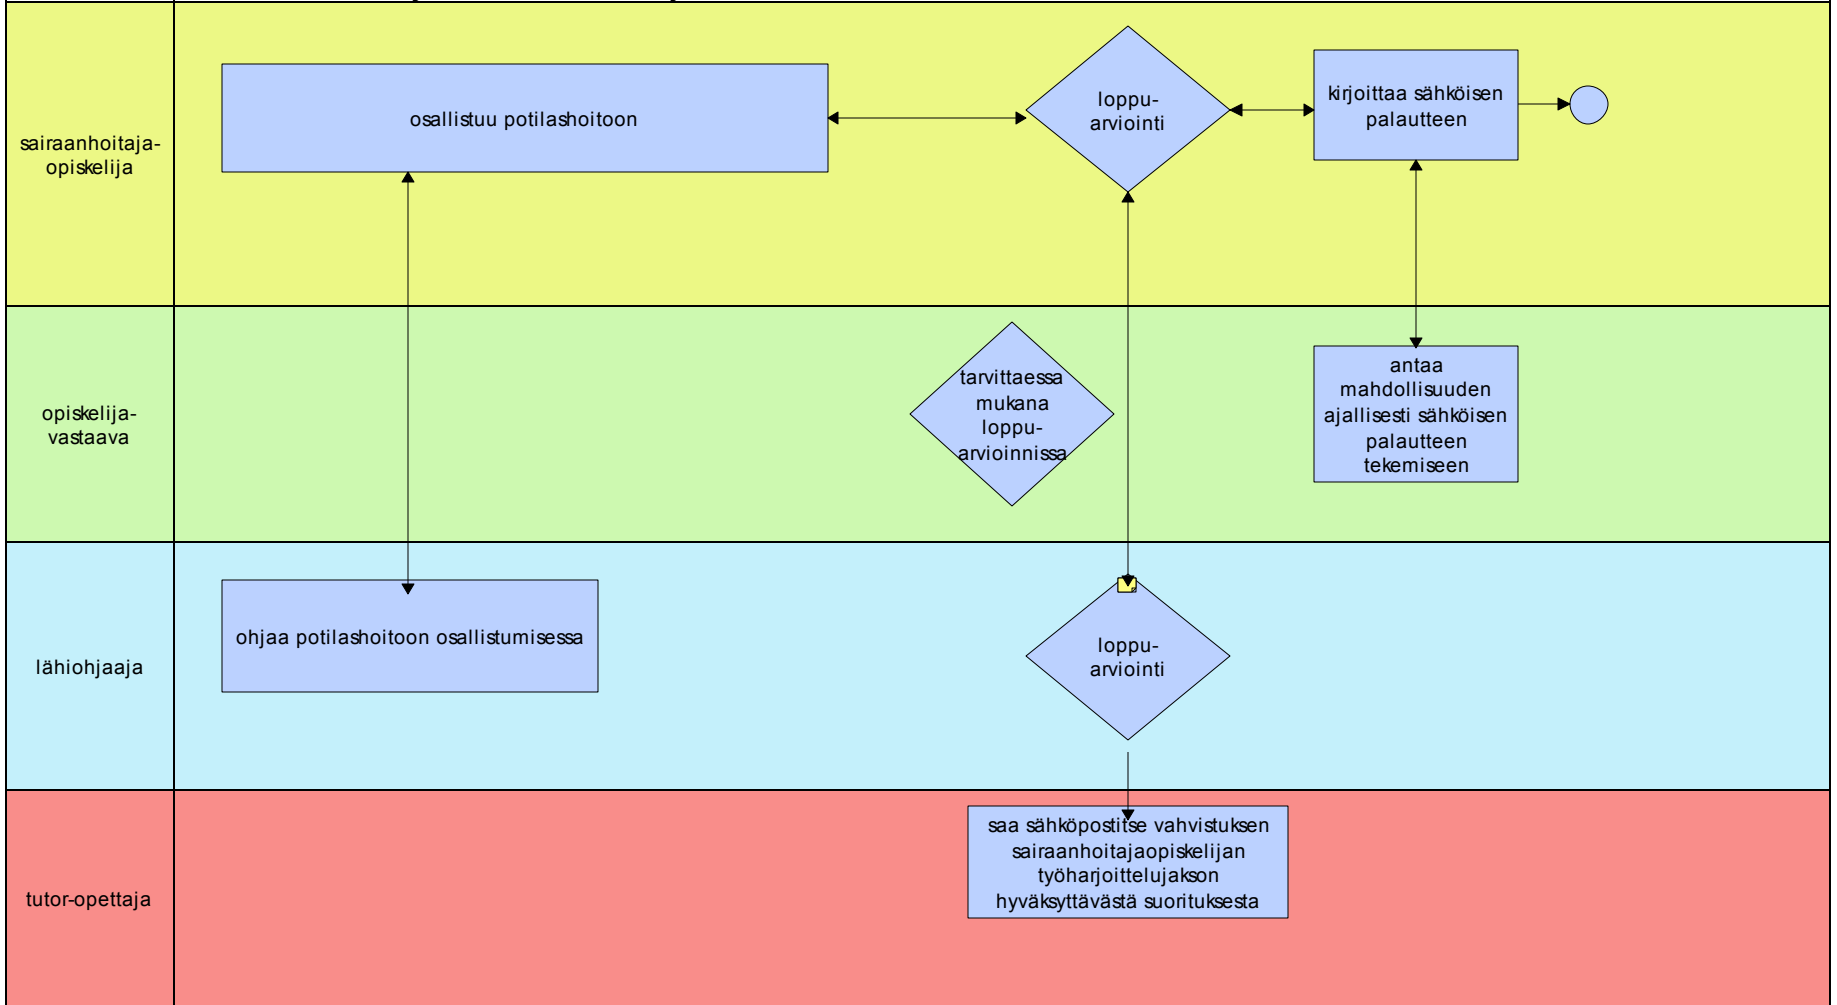 sairaanhoitaja-
opiskelija
osallistuu potilashoitoon
loppu-
arviointi
kirjoittaa sähköisen
palautteen
opiskelija-
vastaava
tarvittaessa
mukana
loppu-
arvioinnissa
antaa
mahdollisuuden
ajallisesti sähköisen
palautteen
tekemiseen
lähiohjaaja
ohjaa potilashoitoon osallistumisessa
loppu-
arviointi
tutor-opettaja
saa sähköpostitse vahvistuksen
sairaanhoitajaopiskelijan
työharjoittelujakson
hyväksyttävästä suorituksesta